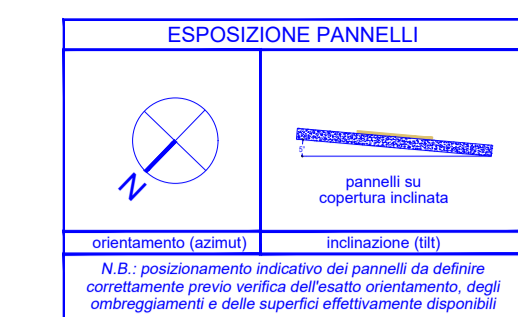 ESPOSIZIONE PANNELLI
N
5°
pannelli su
copertura inclinata
orientamento (azimut)
inclinazione (tilt)
N.B.: posizionamento indicativo dei pannelli da definire
correttamente previo verifica dell'esatto orientamento, degli
ombreggiamenti e delle superfici effettivamente disponibili